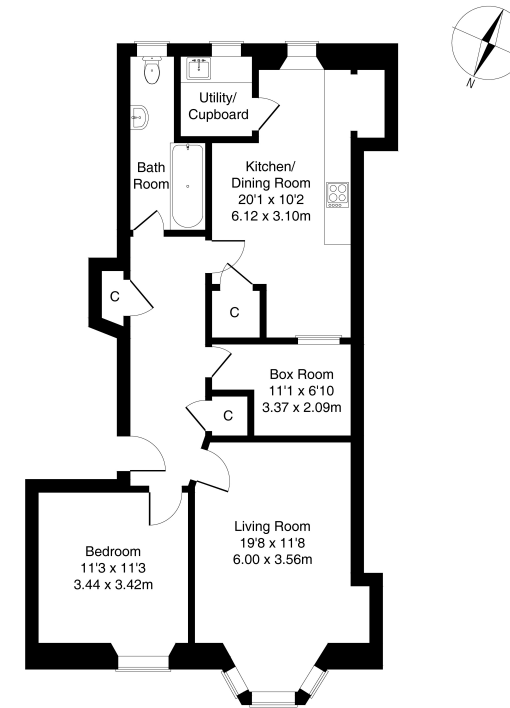 N
Utility/
Cupboard
Bath
Room
Kitchen/
Dining Room
20'1 x 10'2
6.12 x 3.10m
C
C
Box Room
11'1 x 6'10
3.37 x 2.09m
C
Living Room
19'8 x 11'8
6.00 x 3.56m
Bedroom
11'3 x 11'3
3.44 x 3.42m